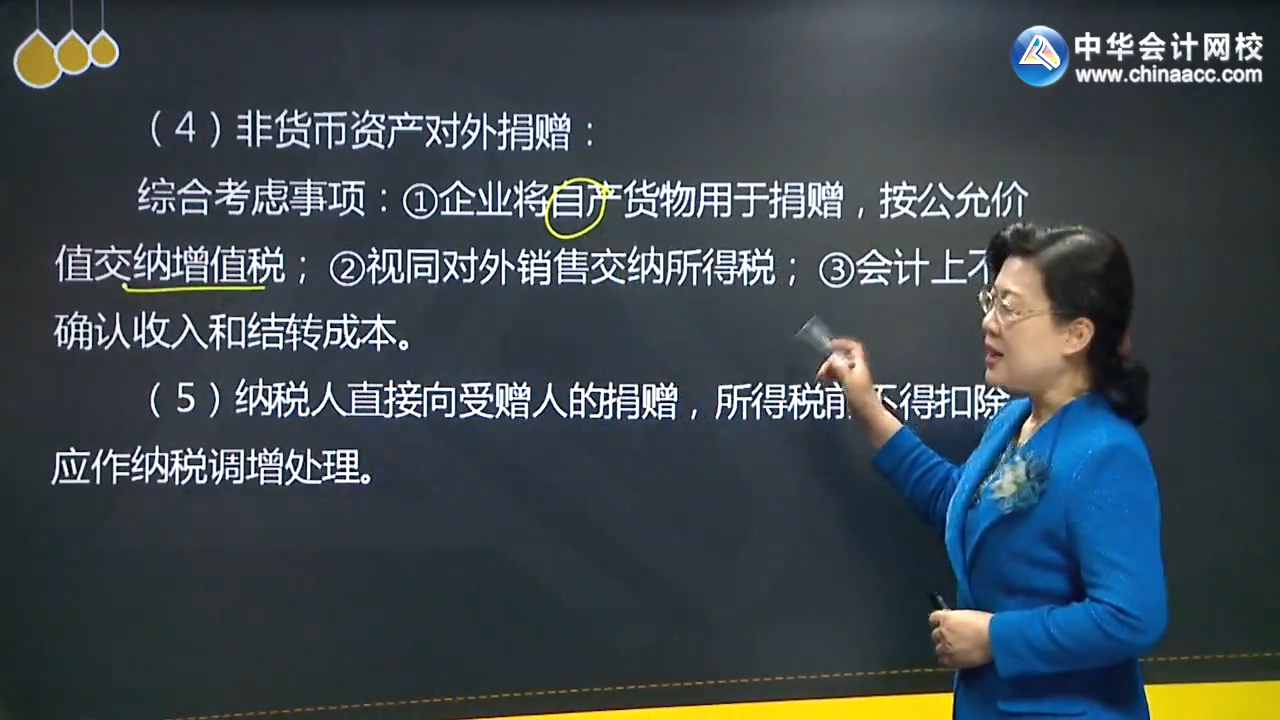 中华会计网校
www.chinaacc.com
（4）非货币资产对外捐赠：
综合考虑事项：①企业将自产货物用于捐赠，按公允价
值交纳增值税；②视同对外销售交纳所得税；③会计上不
确认收入和结转成本。
（5）纳税人直接向受赠人的捐赠，所得税前不得扣除
应作纳税调增处理。